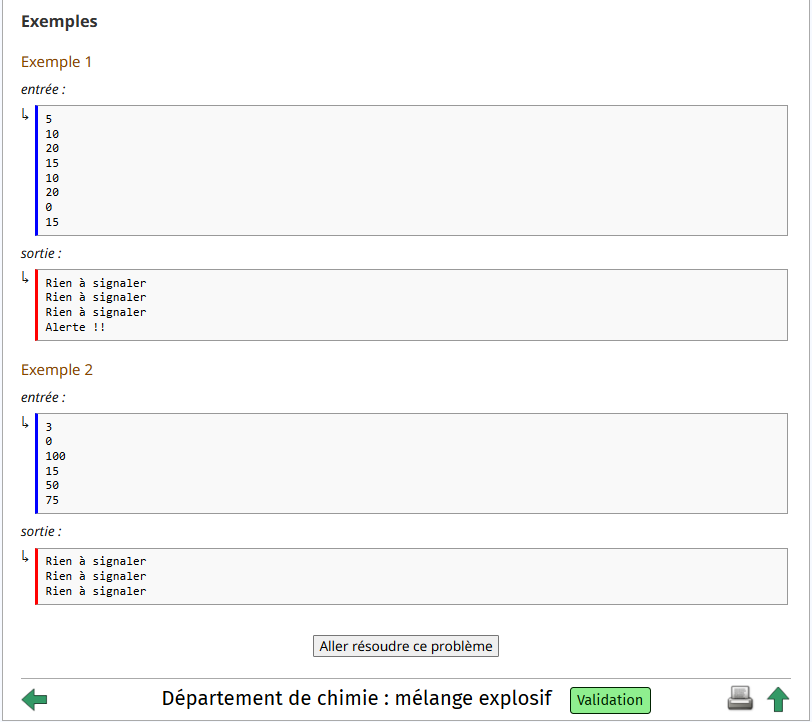 Exemples
Exemple 1
entrée :
5
10
20
15
10
20
0
15
sortie :
Rien à signaler
Rien à signaler
Rien à signaler
Alerte !!
Exemple 2
entrée :
3
0
100
15
50
75
sortie :
Rien à signaler
Rien à signaler
Rien à signaler
Aller résoudre ce problème
Département de chimie : mélange explosif Validation